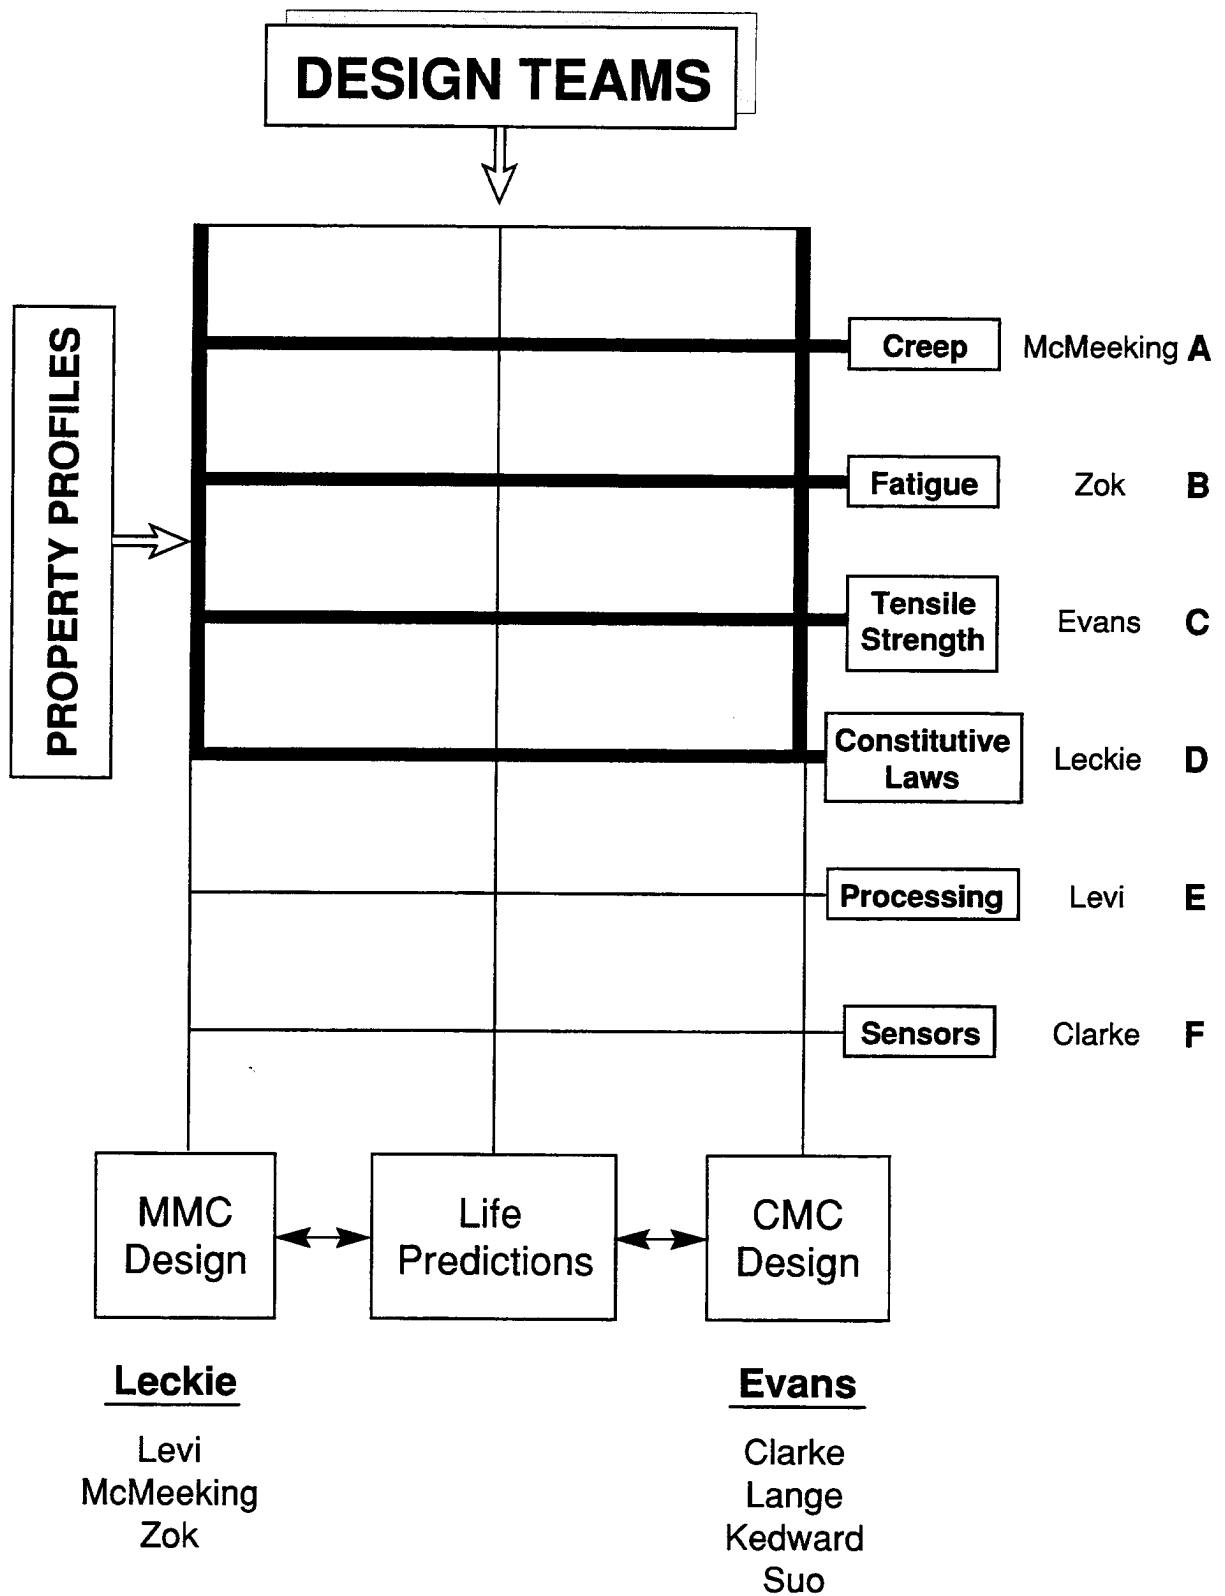 DESIGN TEAMS
PROPERTY PROFILES
Creep McMeeking A
Fatigue Zok B
Tensile
Strength Evans C
Constitutive
Laws Leckie D
Processing Levi E
Sensors Clarke F
MMC
Design
Life
Predictions
CMC
Design
Leckie
Levi
McMeeking
Zok
Evans
Clarke
Lange
Kedward
Suo